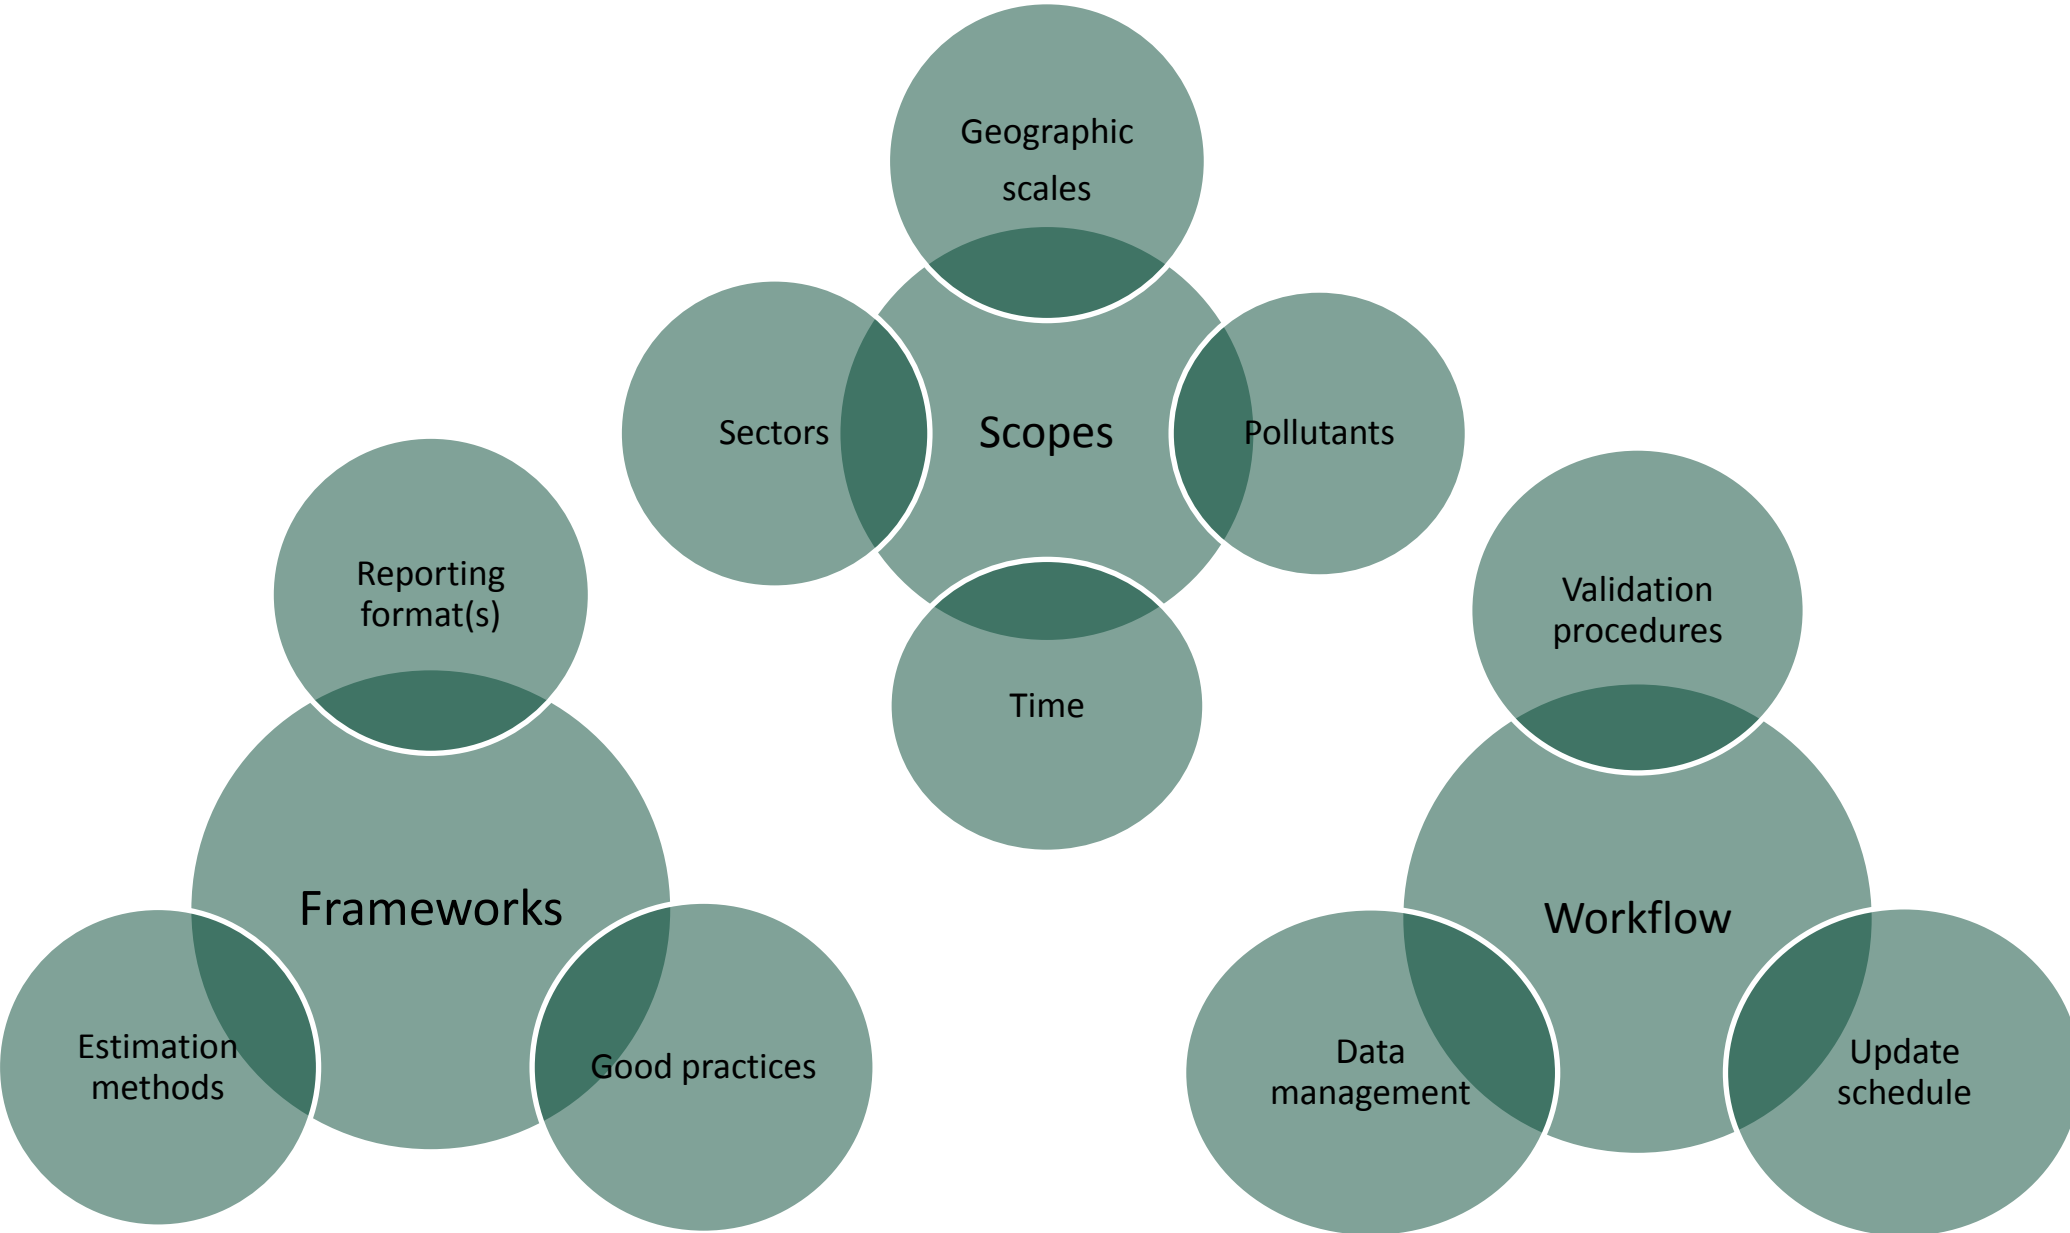 Geographic
scales
Sectors
Scopes
Pollutants
Time
Reporting
format(s)
Frameworks
Estimation
methods
Good practices
Validation
procedures
Workflow
Data
management
Update
schedule